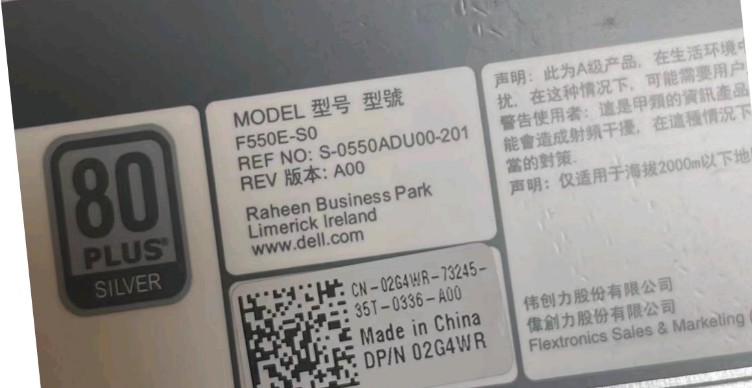 80
PLUS®
SILVER
MODEL 型号 型號
F550E-S0
REF NO: S-0550ADU00-201
REV 版本: A00
Raheen Business Park
Limerick Ireland
www.dell.com
CN-02G4WR-73245-
35T-0336-A00
Made in China
DP/N 02G4WR
声明：此为A级产品，在生活环境中
扰，在这种情况下，可能需要用户
警告使用者：這是甲類的資訊產品
能會造成射頻干擾，在這種情況下
當的對策.
声明：仅适用于海拔2000m以下地
伟创力股份有限公司
偉創力股份有限公司
Flextronics Sales & Marketing